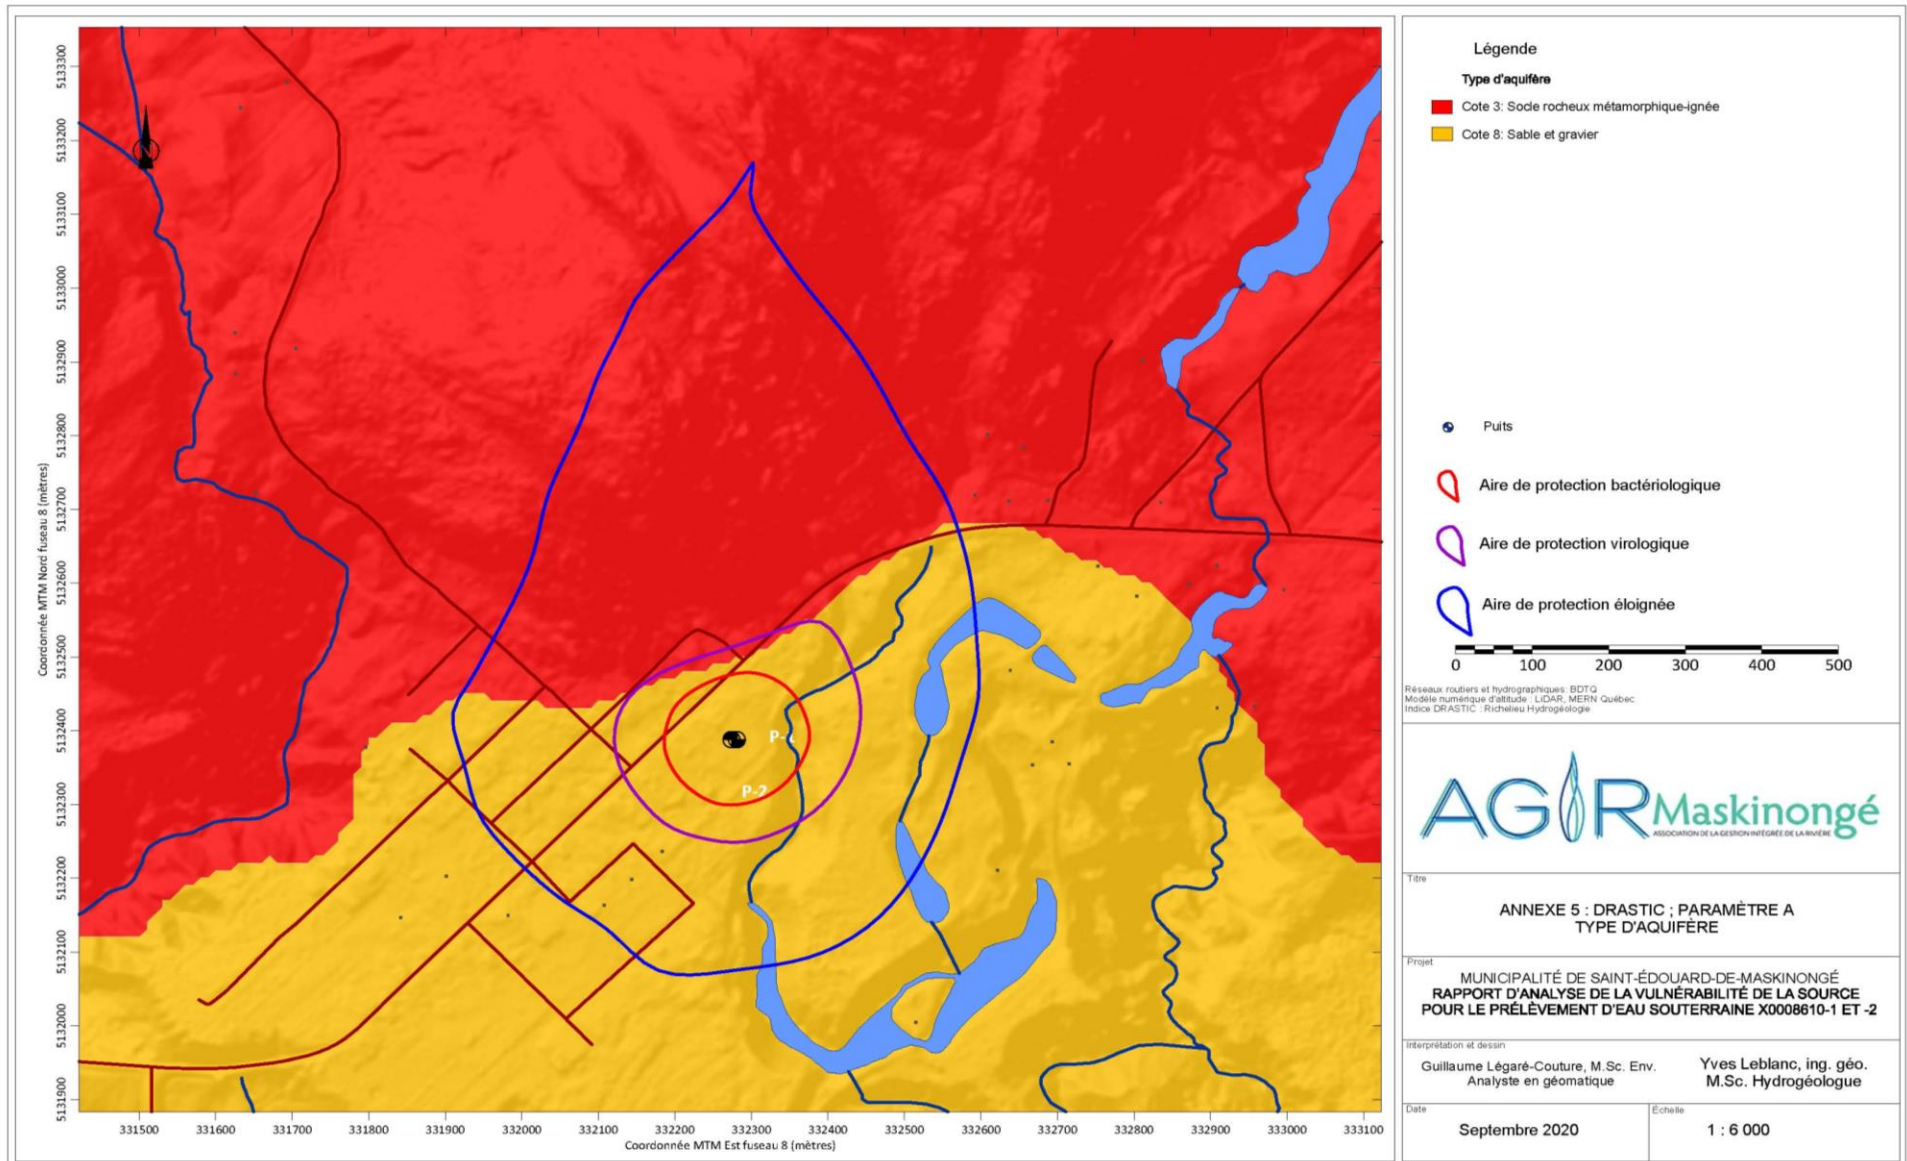 Coordonnée MTM Nord fuseau 8 (mètres)
5133300
5133200
5133100
5133000
5132900
5132800
5132700
5132600
5132500
5132400
5132300
5132200
5132100
5132000
5131900
N
P-1
P-2
331500
331600
331700
331800
331900
332000
332100
332200
332300
332400
332500
332600
332700
332800
332900
333000
333100
Coordonnée MTM Est fuseau 8 (mètres)
Légende
Type d'aquifère
Cote 3: Socle rocheux métamorphique-ignée
Cote 8: Sable et gravier
Puits
Aire de protection bactériologique
Aire de protection virologique
Aire de protection éloignée
0 100 200 300 400 500
Réseaux routiers et hydrographiques: BDTQ
Modèle numérique d'altitude : LiDAR, MERN Québec
Indice DRASTIC : Richelieu Hydrogéologie
AGIR Maskinongé
ASSOCIATION DE LA GESTION INTÉGRÉE DE LA RIVIÈRE
Titre
ANNEXE 5 : DRASTIC ; PARAMÈTRE A
TYPE D'AQUIFÈRE
Projet
MUNICIPALITÉ DE SAINT-ÉDOUARD-DE-MASKINONGÉ
RAPPORT D'ANALYSE DE LA VULNÉRABILITÉ DE LA SOURCE
POUR LE PRÉLÈVEMENT D'EAU SOUTERRAINE X0008610-1 ET -2
Interprétation et dessin
Guillaume Légaré-Couture, M.Sc. Env.
Analyste en géomatique
Yves Leblanc, ing. géo.
M.Sc. Hydrogéologue
Date
Septembre 2020
Échelle
1 : 6 000